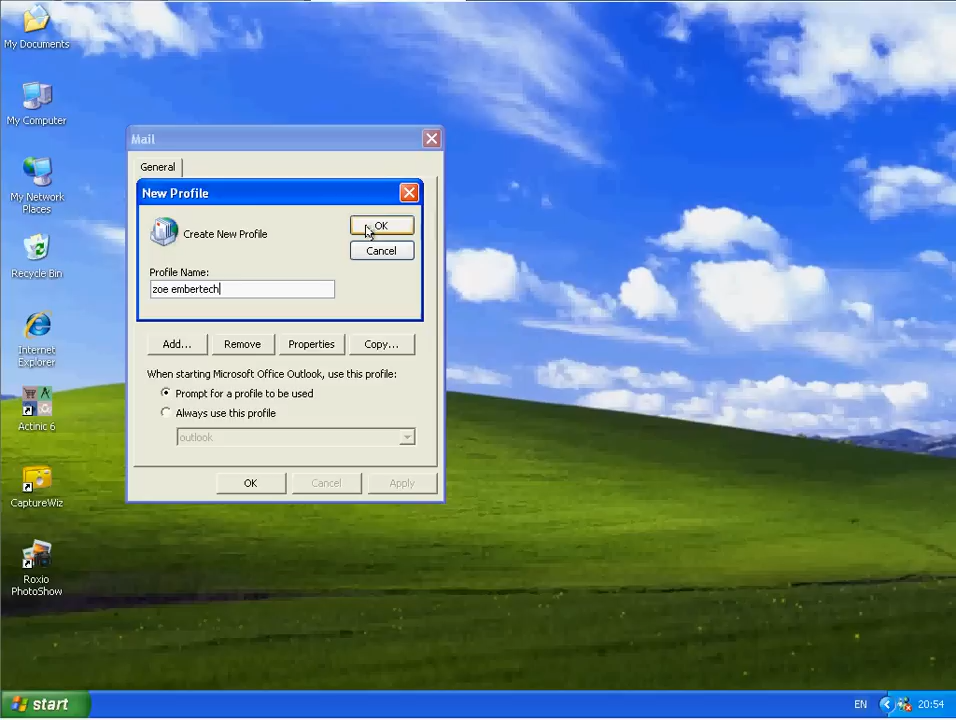 My Documents
My Computer
My Network
Places
Recycle Bin
Internet
Explorer
Actinic 6
CaptureWiz
Roxio
PhotoShow
Mail
General
New Profile
Create New Profile
OK
Cancel
Profile Name:
zoe embertech
Add...
Remove
Properties
Copy...
When starting Microsoft Office Outlook, use this profile:
Prompt for a profile to be used
Always use this profile
outlook
OK
Cancel
Apply
start
EN
20:54